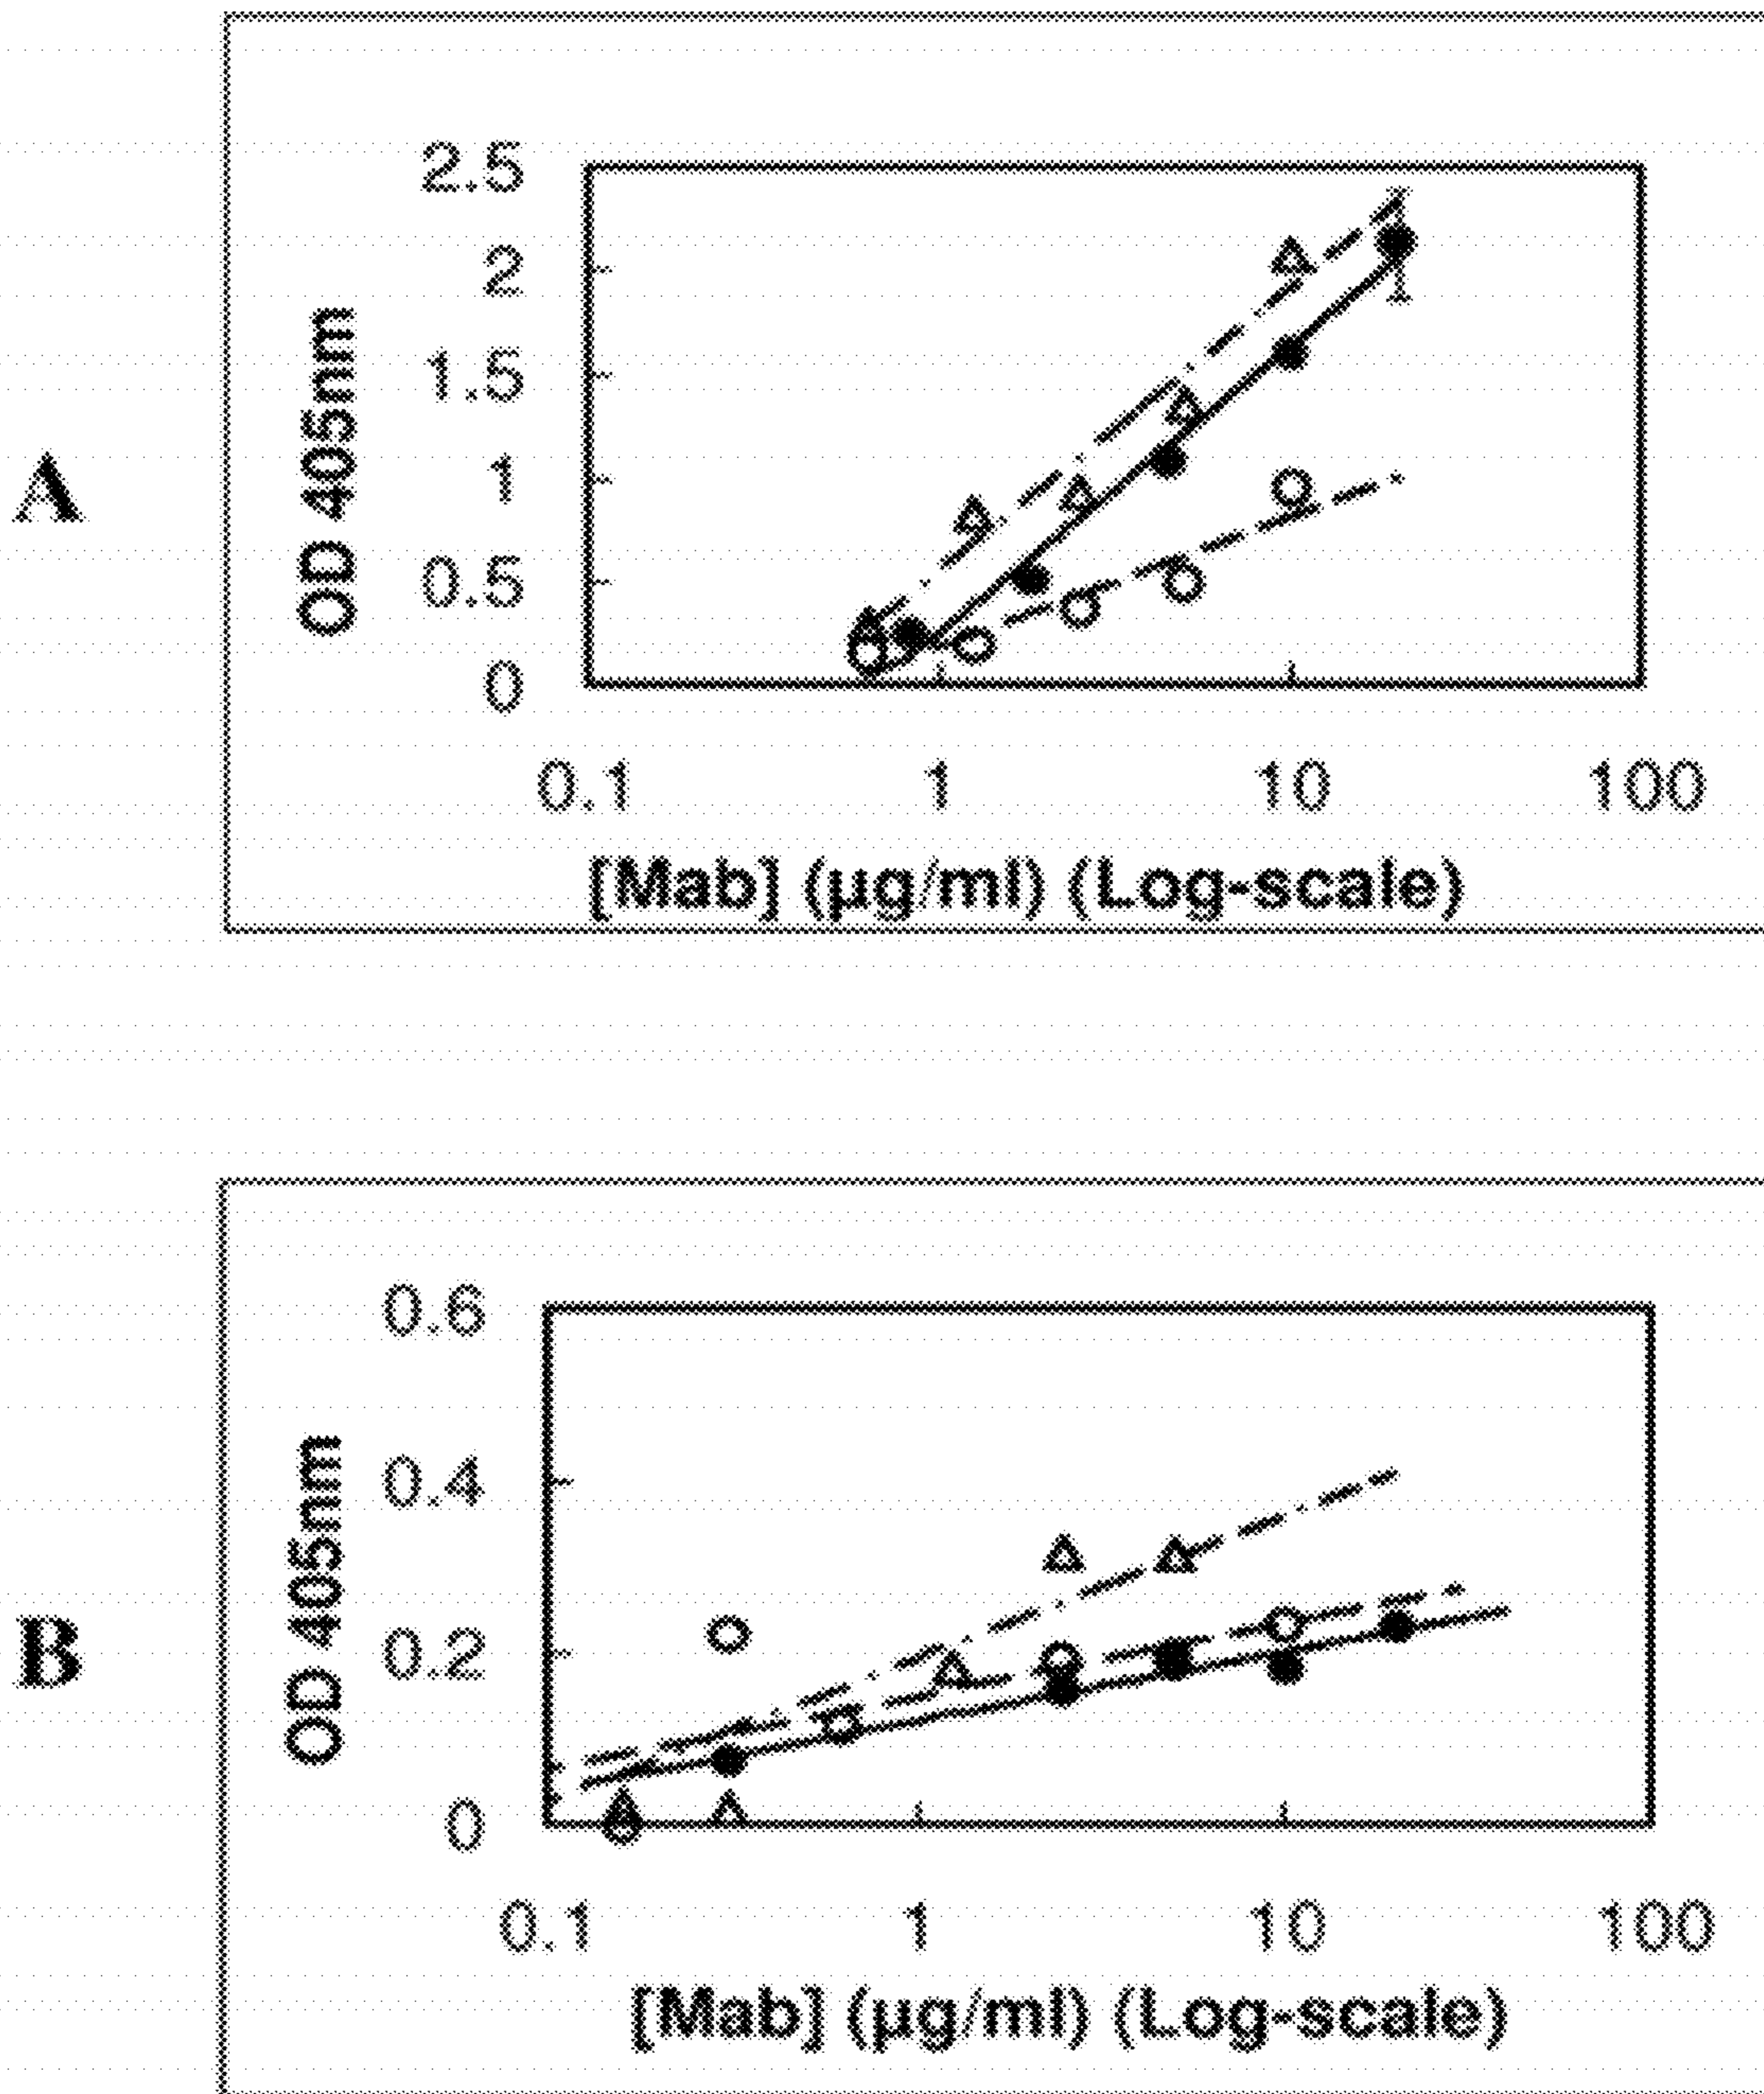 A
OD 405nm
2.5
2
1.5
1
0.5
0
0.1 1 10 100
[Mab] (µg/ml) (Log-scale)
B
OD 405nm
0.6
0.4
0.2
0
0.1 1 10 100
[Mab] (µg/ml) (Log-scale)